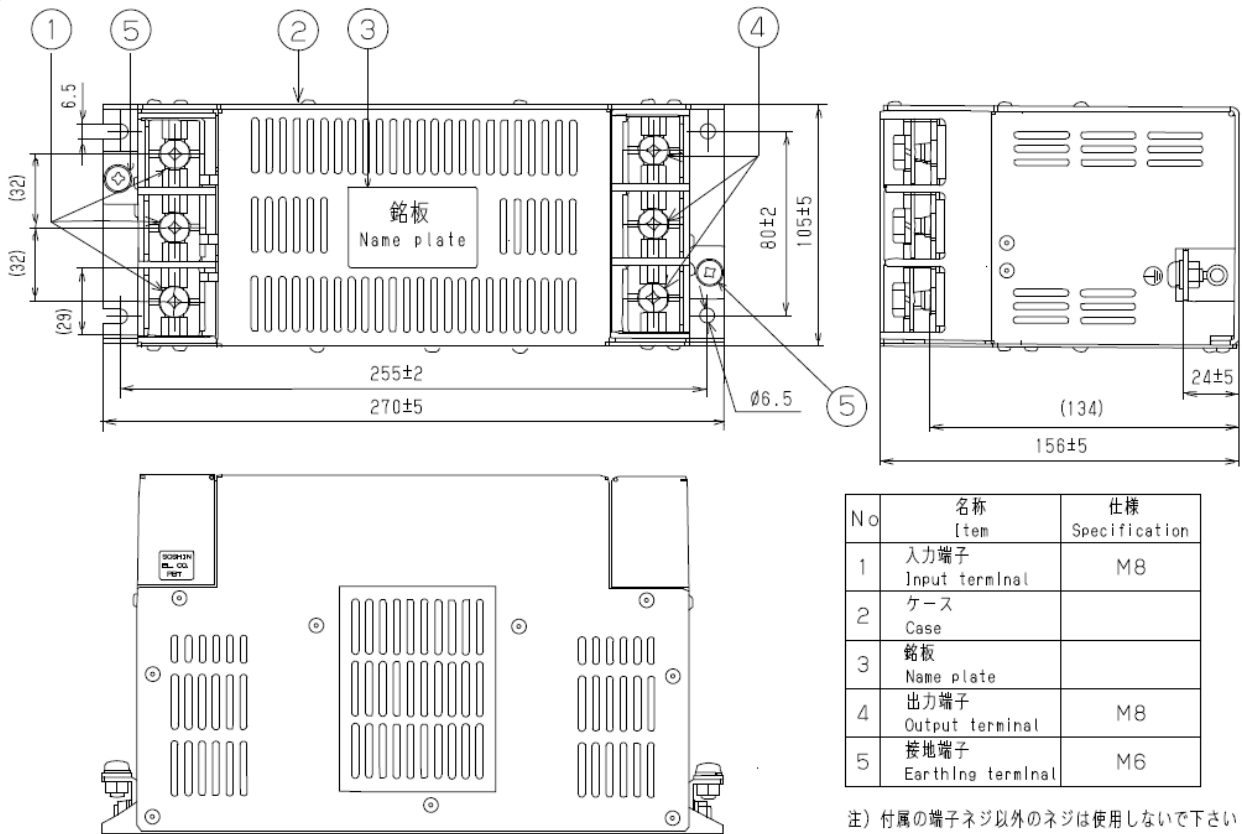 1
5
2
3
4
6.5
(32)
(32)
(29)
銘板
Name plate
80±2
105±5
255±2
270±5
Ø6.5
5
24±5
(134)
156±5
SOSHIN
EL. CO.
PBT
No 名称 仕様
Item Specification
1 入力端子 M8
Input terminal
2 ケース
Case
3 銘板
Name plate
4 出力端子 M8
Output terminal
5 接地端子 M6
Earthing terminal
注) 付属の端子ネジ以外のネジは使用しないで下さい